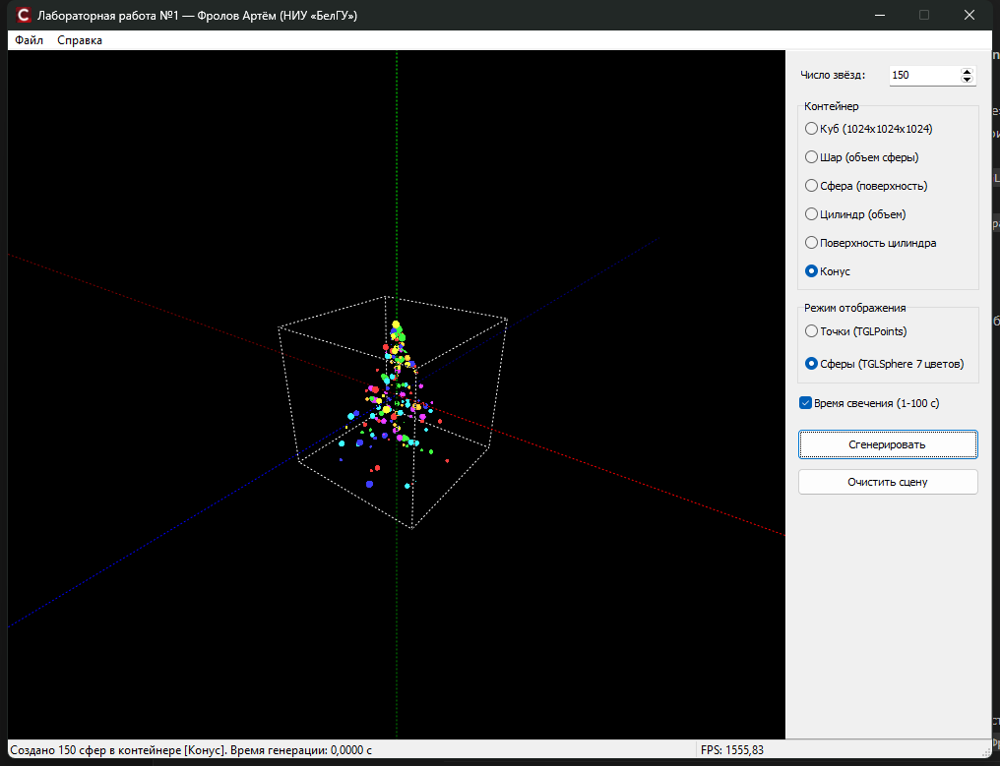 Лабораторная работа №1 — Фролов Артём (НИУ «БелГУ»)
Файл Справка
Число звёзд: 150
Контейнер
Куб (1024x1024x1024)
Шар (объем сферы)
Сфера (поверхность)
Цилиндр (объем)
Поверхность цилиндра
Конус
Режим отображения
Точки (TGLPoints)
Сферы (TGLSphere 7 цветов)
Время свечения (1-100 с)
Сгенерировать
Очистить сцену
Создано 150 сфер в контейнере [Конус]. Время генерации: 0,0000 с
FPS: 1555,83